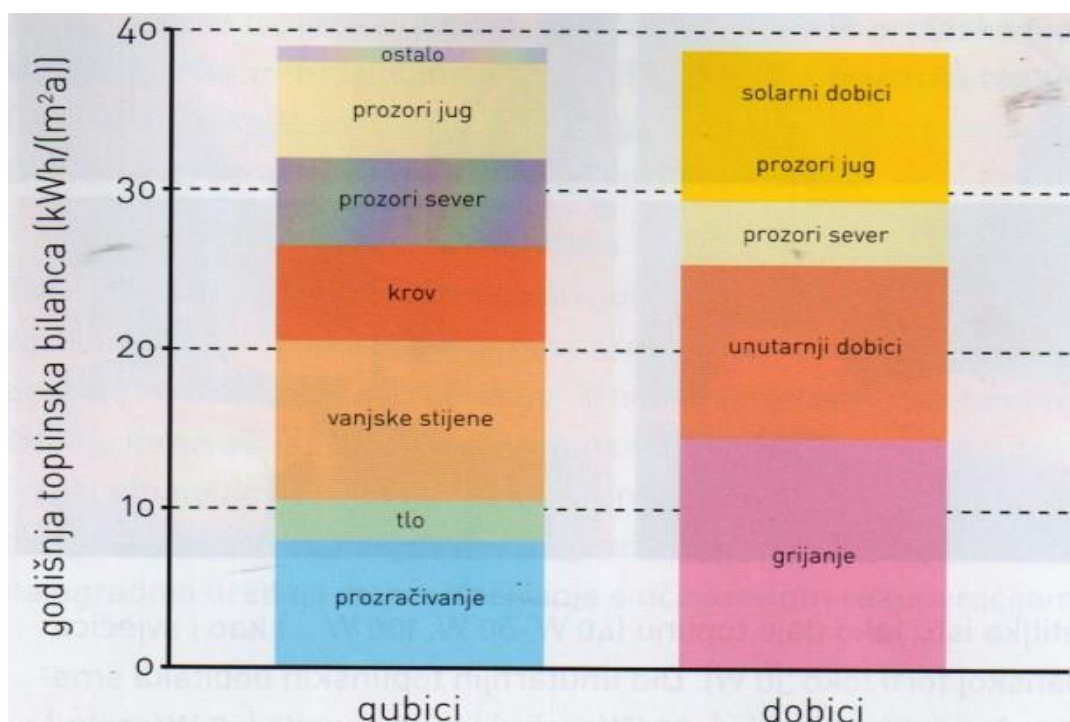 godišnja toplinska bilanca (kWh/(m²a))
40
30
20
10
0
ostalo
prozori jug
prozori sever
krov
vanjske stijene
tlo
prozračivanje
gubici
solarni dobici
prozori jug
prozori sever
unutarnji dobici
grijanje
dobici